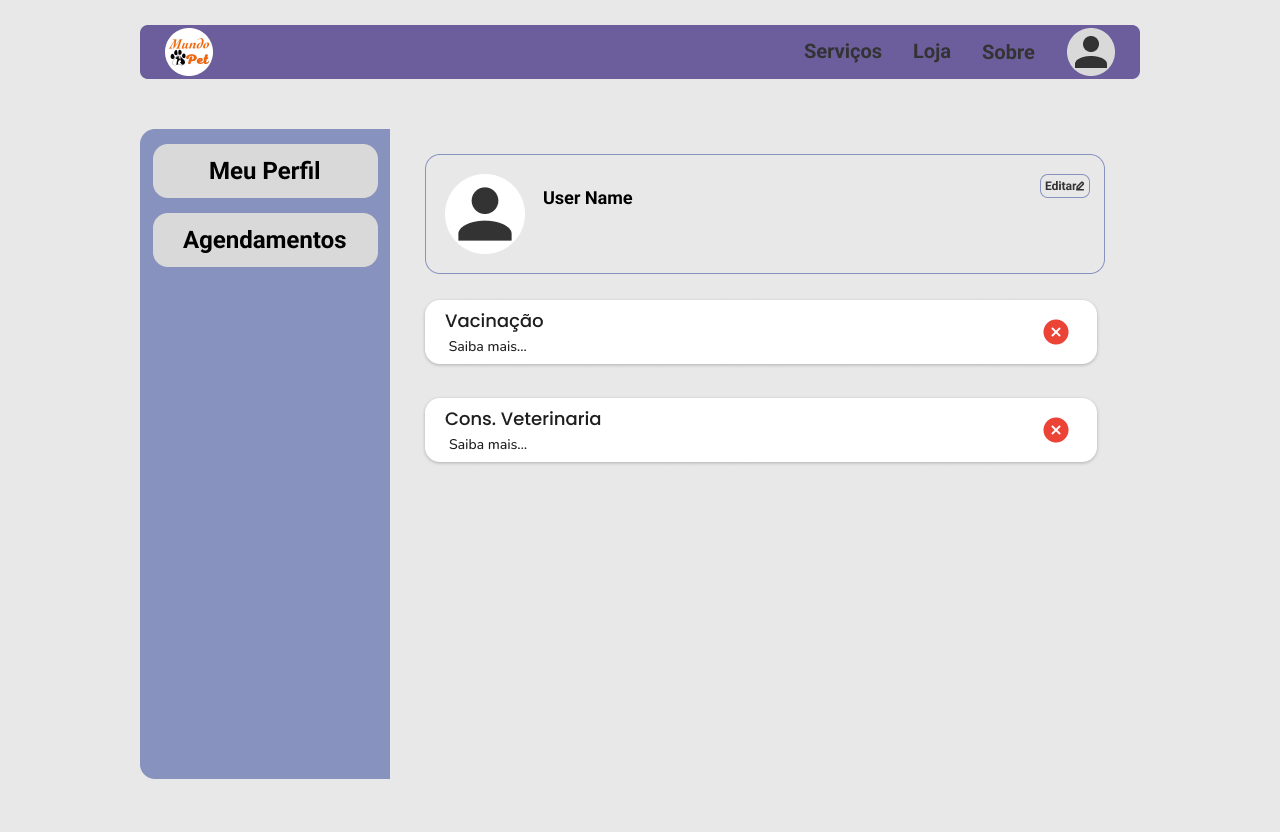 Mundo
Pet
Serviços
Loja
Sobre
Meu Perfil
Agendamentos
User Name
Editar
Vacinação
Saiba mais...
Cons. Veterinaria
Saiba mais...